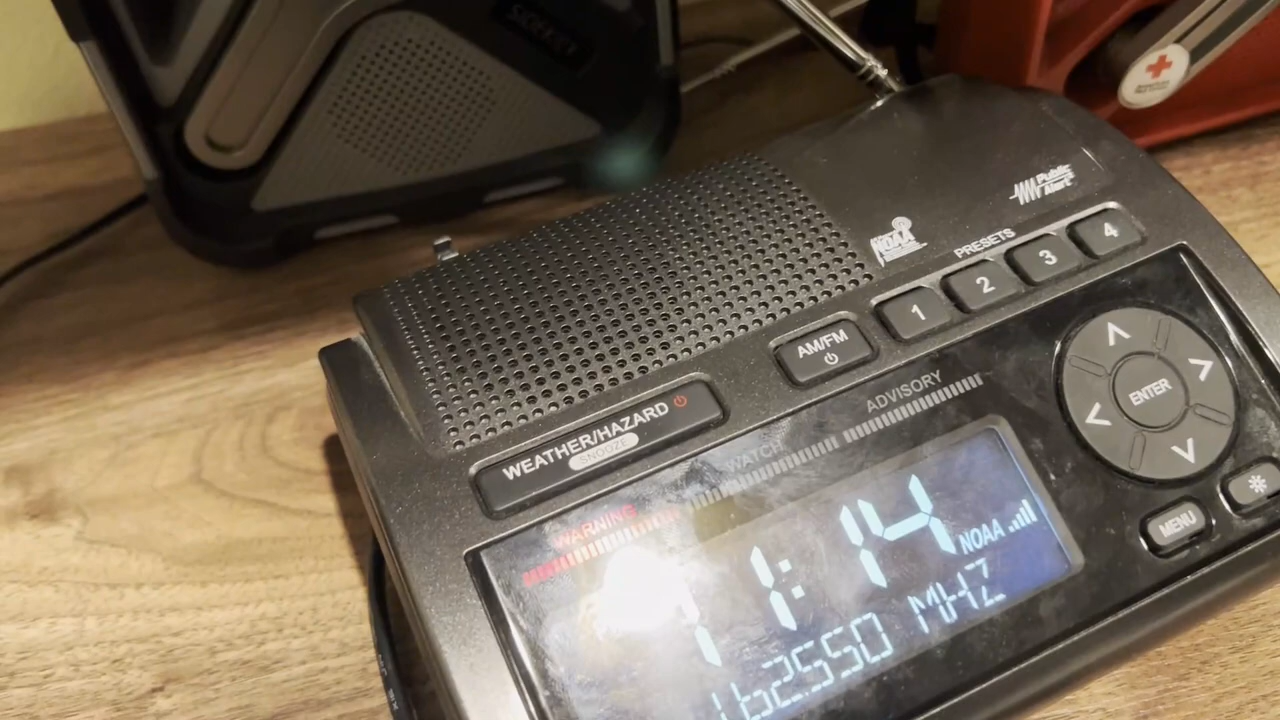 Public
Alert
NOAA
PRESETS
1 2 3 4
AM/FM
WEATHER/HAZARD
SNOOZE
ADVISORY
WATCH
WARNING
ENTER
MENU
11:14 NOAA
162550 MHZ